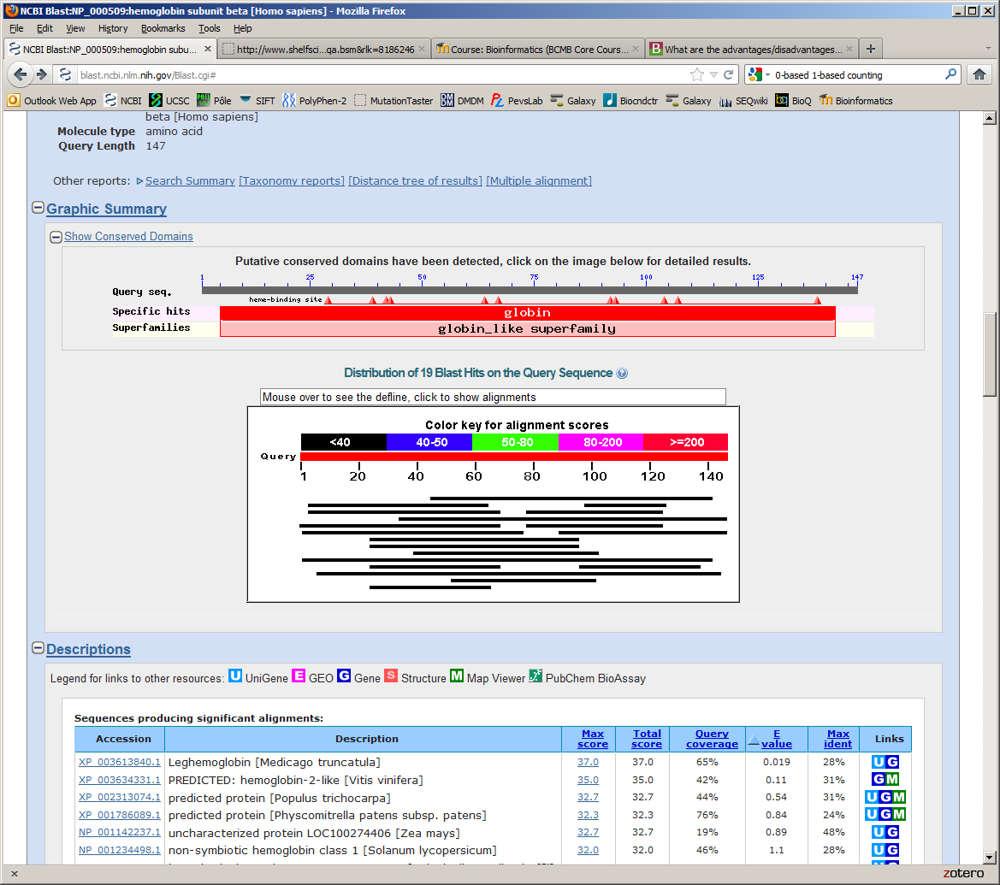 NCBI Blast:NP_000509:hemoglobin subunit beta [Homo sapiens] - Mozilla Firefox
File Edit View History Bookmarks Tools Help
NCBI Blast:NP_000509:hemoglobin subu... × http://www.shelfsci...qa.bsm&rlk=8186246 × Course: Bioinformatics (BCMB Core Cours... × B What are the advantages/disadvantages... × +
blast.ncbi.nlm.nih.gov/Blast.cgi# 0-based 1-based counting
Outlook Web App NCBI UCSC Pôle SIFT PolyPhen-2 MutationTaster DMDM PevsLab Galaxy Biocndctr Galaxy SEQwiki BioQ Bioinformatics
beta [Homo sapiens]
Molecule type amino acid
Query Length 147
Other reports: Search Summary [Taxonomy reports] [Distance tree of results] [Multiple alignment]
Graphic Summary
Show Conserved Domains
Putative conserved domains have been detected, click on the image below for detailed results.
1 25 50 75 100 125 147
Query seq.
heme-binding site
Specific hits globin
Superfamilies globin_like superfamily
Distribution of 19 Blast Hits on the Query Sequence ?
Mouse over to see the defline, click to show alignments
Color key for alignment scores
<40 40-50 50-80 80-200 >=200
Query
1 20 40 60 80 100 120 140
Descriptions
Legend for links to other resources: U UniGene E GEO G Gene S Structure M Map Viewer PubChem BioAssay
Sequences producing significant alignments:
Accession Description Max score Total score Query coverage E value Max ident Links
XP_003613840.1 Leghemoglobin [Medicago truncatula] 37.0 37.0 65% 0.019 28% U G
XP_003634331.1 PREDICTED: hemoglobin-2-like [Vitis vinifera] 35.0 35.0 42% 0.11 31% G M
XP_002313074.1 predicted protein [Populus trichocarpa] 32.7 32.7 44% 0.54 31% U G M
XP_001786089.1 predicted protein [Physcomitrella patens subsp. patens] 32.3 32.3 76% 0.84 24% U G M
NP_001142237.1 uncharacterized protein LOC100274406 [Zea mays] 32.7 32.7 19% 0.89 48% U G
NP_001234498.1 non-symbiotic hemoglobin class 1 [Solanum lycopersicum] 32.0 32.0 46% 1.1 28% U G
x zotero